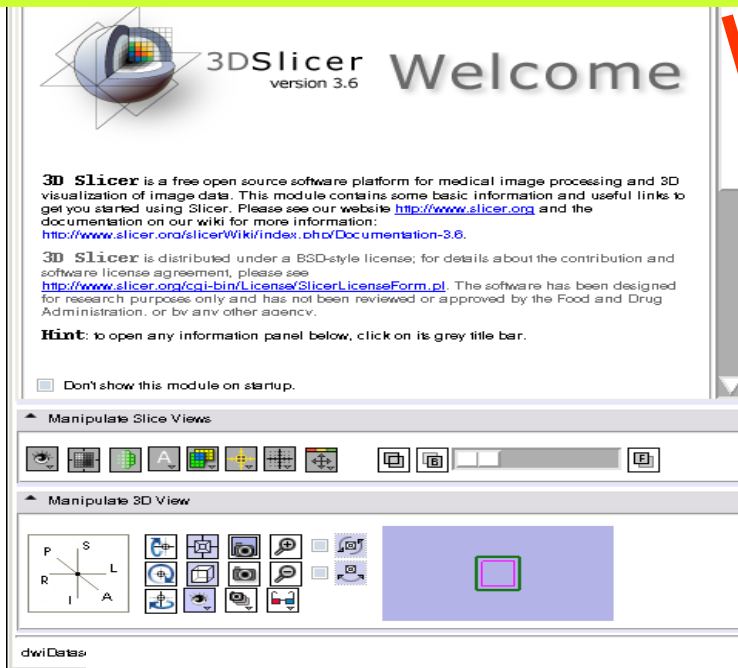 3DSlicer
version 3.6
Welcome
3D Slicer is a free open source software platform for medical image processing and 3D
visualization of image data. This module contains some basic information and useful links to
get you started using Slicer. Please see our website http://www.slicer.org and the
documentation on our wiki for more information:
http://www.slicer.org/slicerWiki/index.php/Documentation-3.6.
3D Slicer is distributed under a BSD-style license; for details about the contribution and
software license agreement, please see
http://www.slicer.org/cgi-bin/License/SlicerLicenseForm.pl. The software has been designed
for research purposes only and has not been reviewed or approved by the Food and Drug
Administration, or by any other agency.
Hint: to open any information panel below, click on its grey title bar.
Don't show this module on startup.
Manipulate Slice Views
A
B
F
Manipulate 3D View
P S
R L
I A
dwiDatas